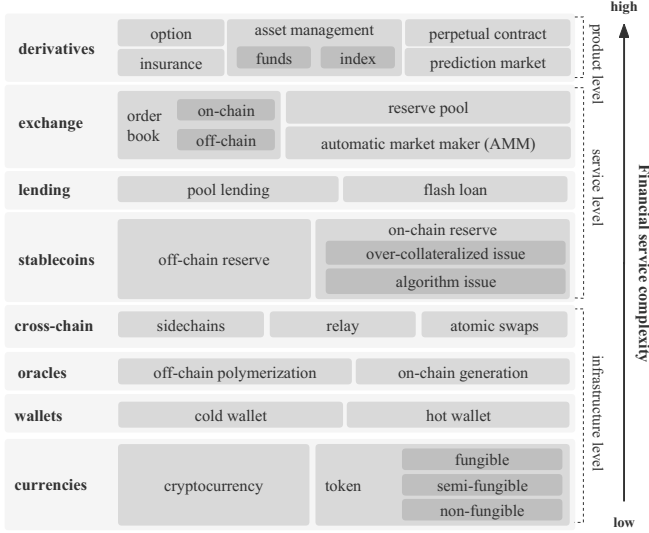 high
derivatives
option
insurance
asset management
funds
index
perpetual contract
prediction market
product level
exchange
order
book
on-chain
off-chain
reserve pool
automatic market maker (AMM)
service level
lending
pool lending
flash loan
stablecoins
off-chain reserve
on-chain reserve
over-collateralized issue
algorithm issue
Financial service complexity
cross-chain
sidechains
relay
atomic swaps
oracles
off-chain polymerization
on-chain generation
infrastructure level
wallets
cold wallet
hot wallet
currencies
cryptocurrency
token
fungible
semi-fungible
non-fungible
low